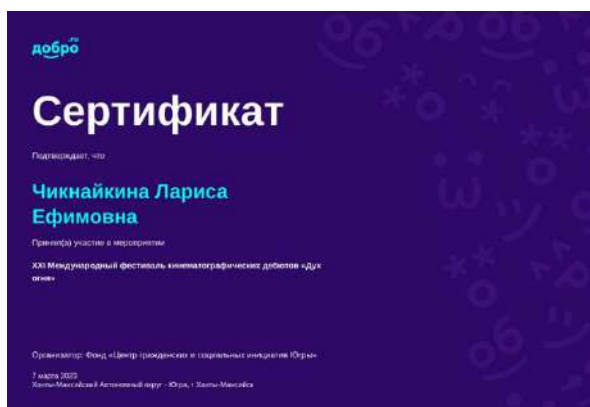 добро.ru
Сертификат
Подтверждает, что
Чикнайкина Лариса
Ефимовна
Принял(а) участие в мероприятии
XXI Международный фестиваль кинематографических дебютов «Дух
огня»
Организатор: Фонд «Центр гражданских и социальных инициатив Югры»
7 марта 2023
Ханты-Мансийский Автономный округ - Югра, г Ханты-Мансийск